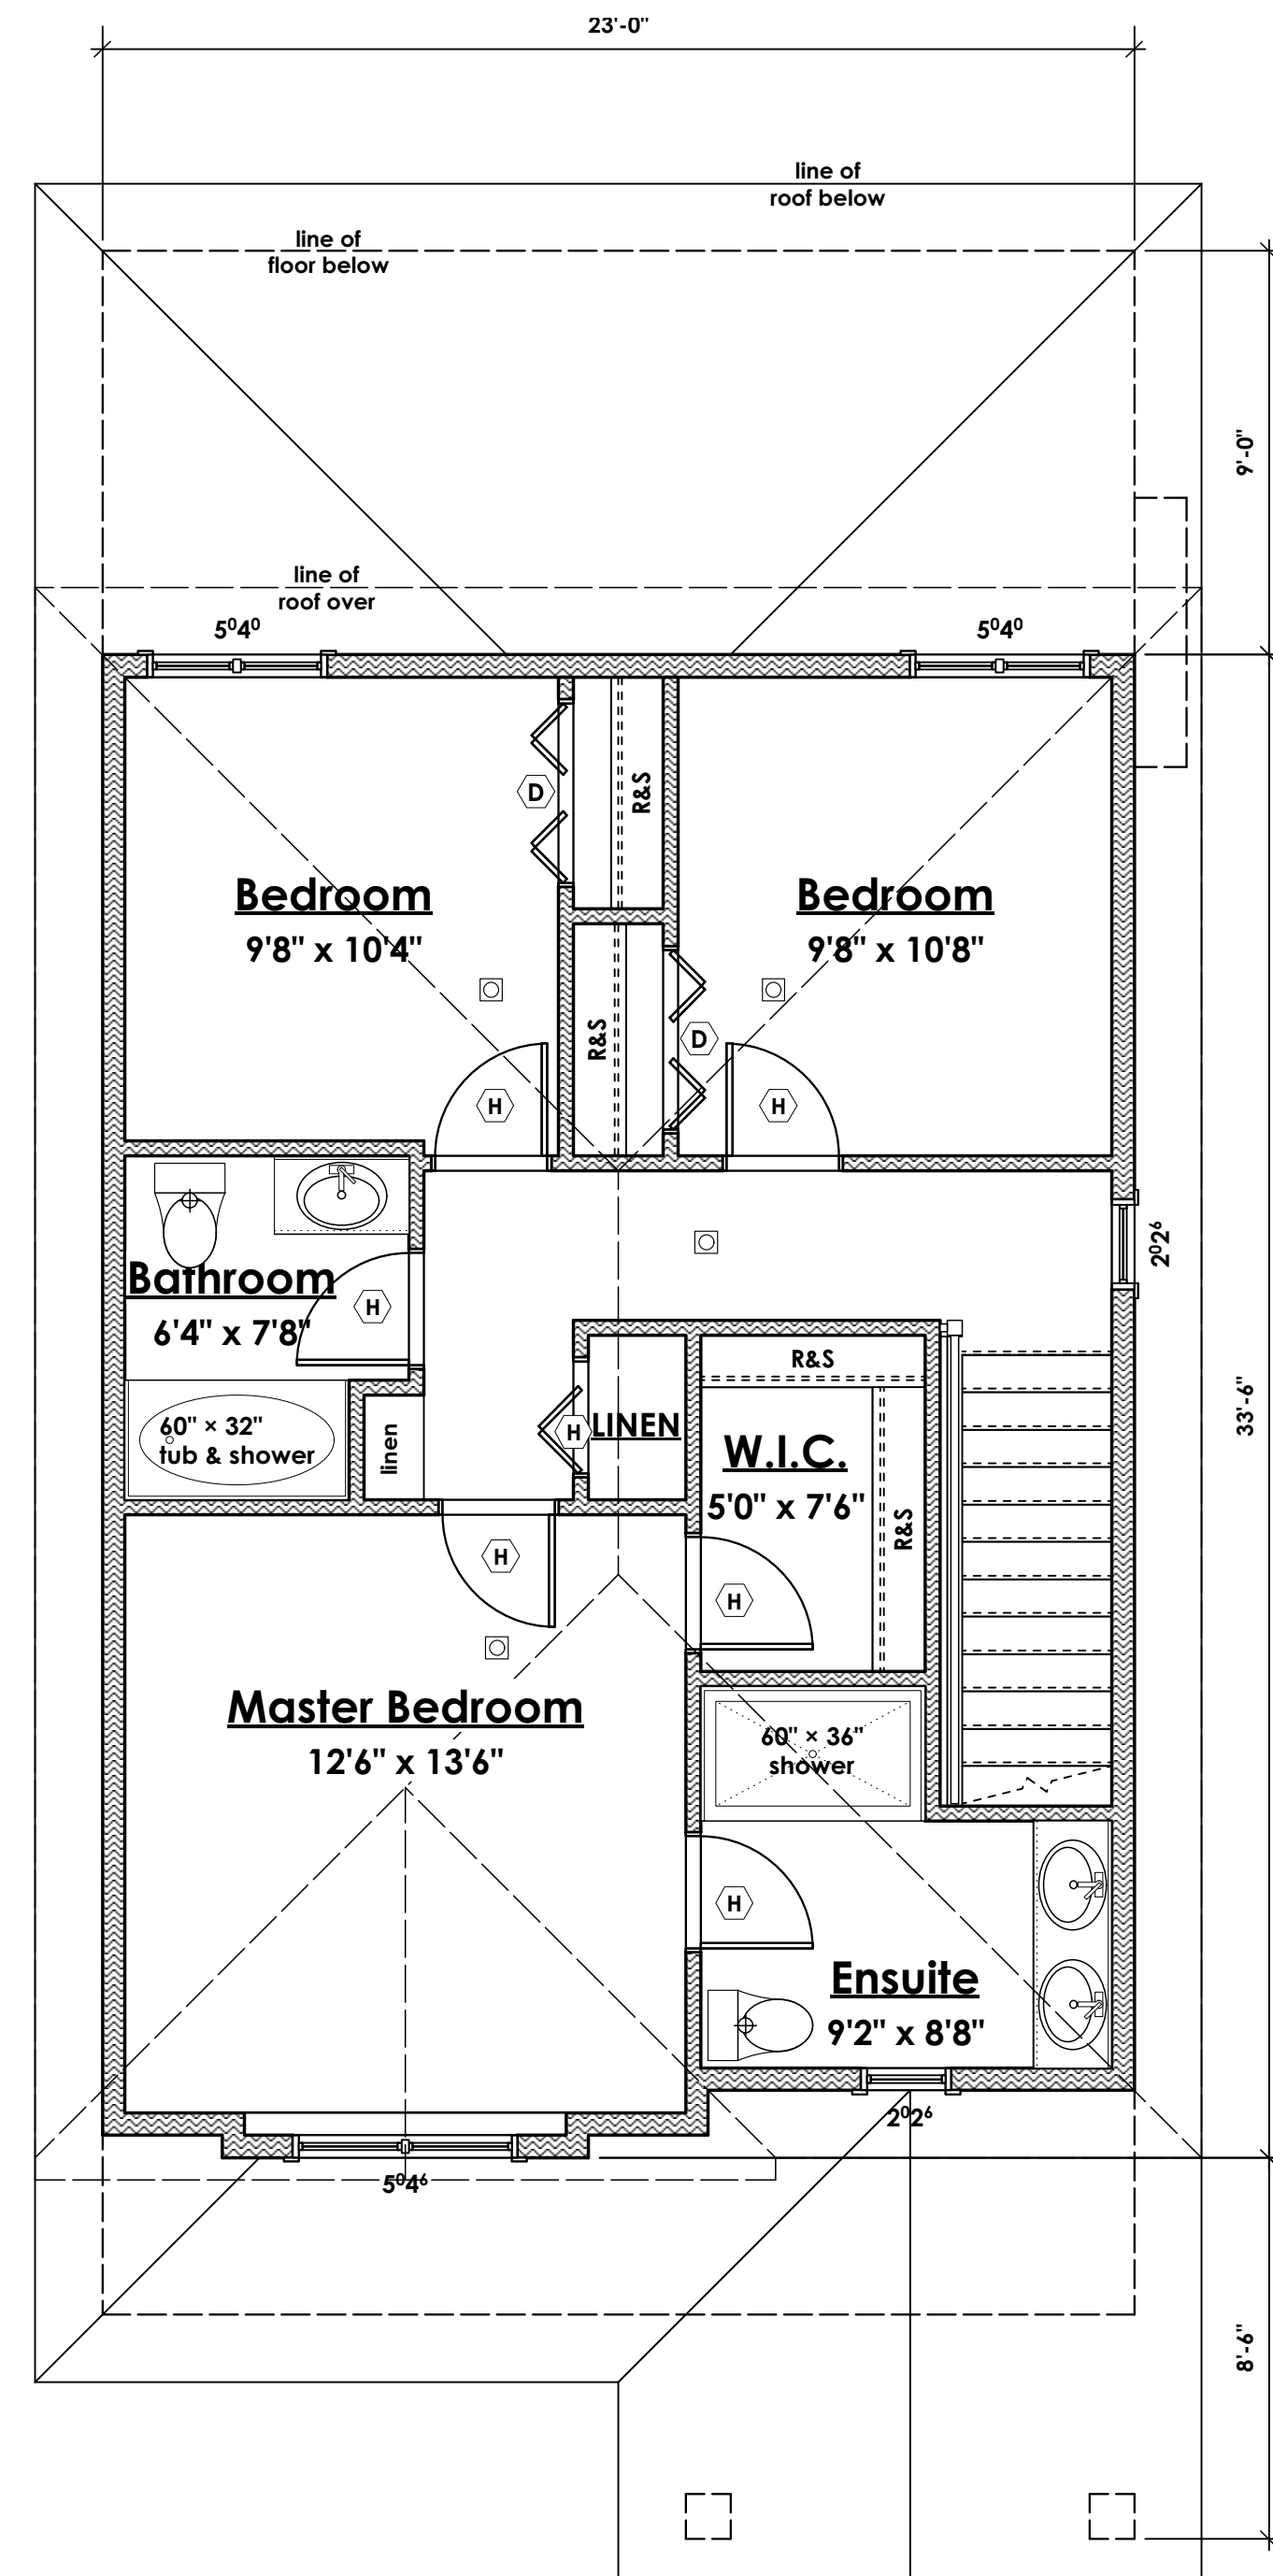 23'-0"
line of
roof below
line of
floor below
9'-0"
line of
roof over
5⁰4⁰
5⁰4⁰
D
R&S
Bedroom
9'8" x 10'4"
Bedroom
9'8" x 10'8"
R&S
D
H
H
2⁰2⁶
Bathroom
6'4" x 7'8"
H
R&S
33'-6"
60" × 32"
tub & shower
linen
H
LINEN
W.I.C.
5'0" x 7'6"
R&S
H
H
Master Bedroom
12'6" x 13'6"
60" × 36"
shower
H
Ensuite
9'2" x 8'8"
2⁰2⁶
5⁰4⁶
8'-6"